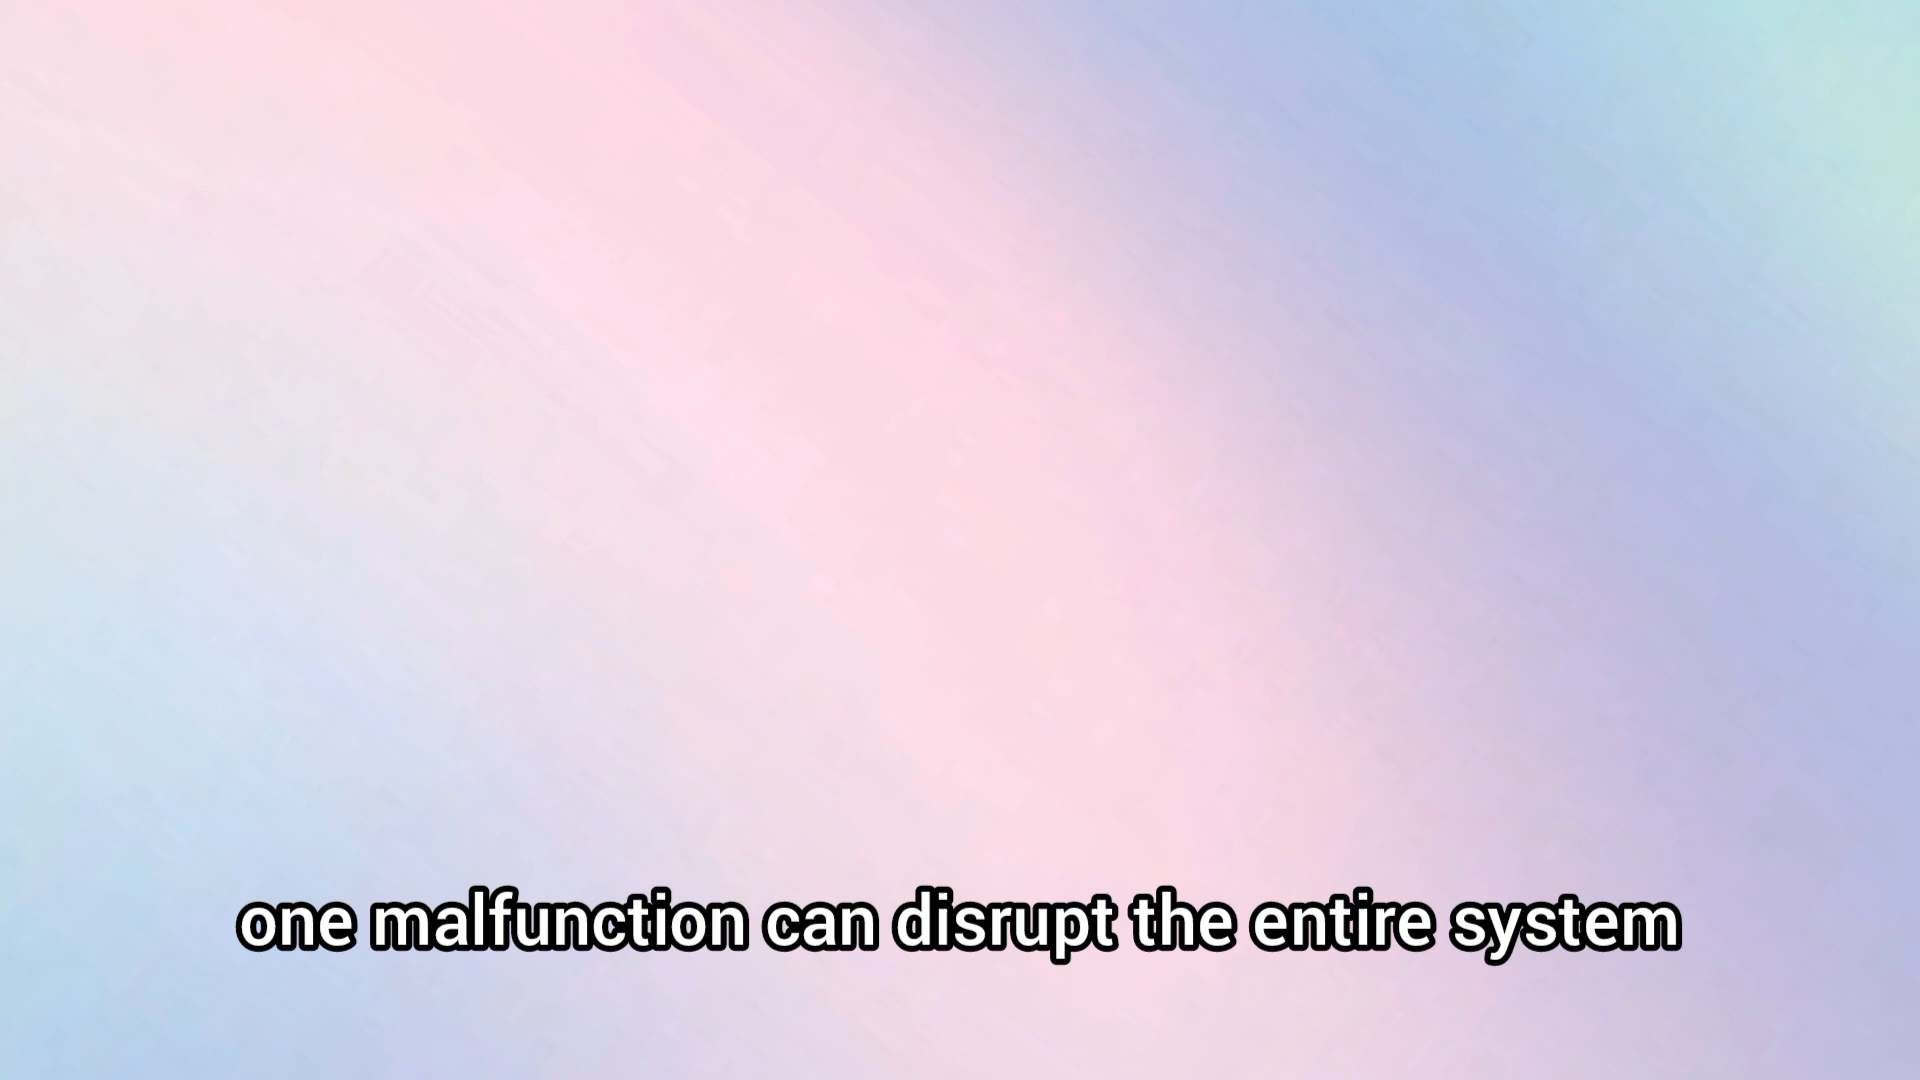 one malfunction can disrupt the entire system